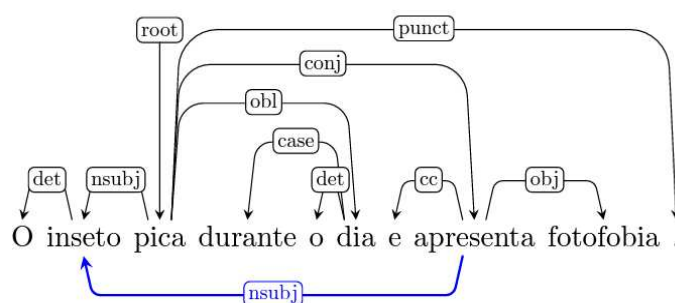 root
punct
conj
obl
case
det
nsubj
det
cc
obj
O inseto pica durante o dia e apresenta fotofobia .
nsubj